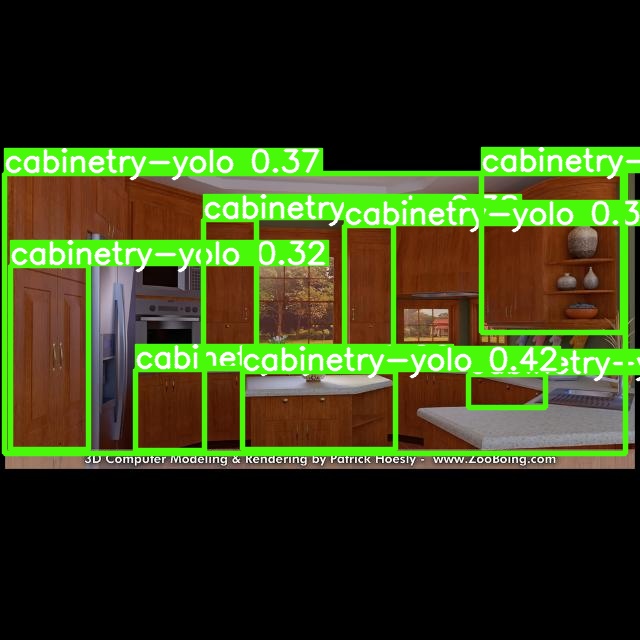 cabinetry-yolo 0.37
cabinetry-
cabinetry
cabinetry-yolo 0.3
cabinetry-yolo 0.32
cabinet
cabinetry-yolo 0.42
3D Computer Modeling & Rendering by Patrick Hoesly - www.ZooBoing.com